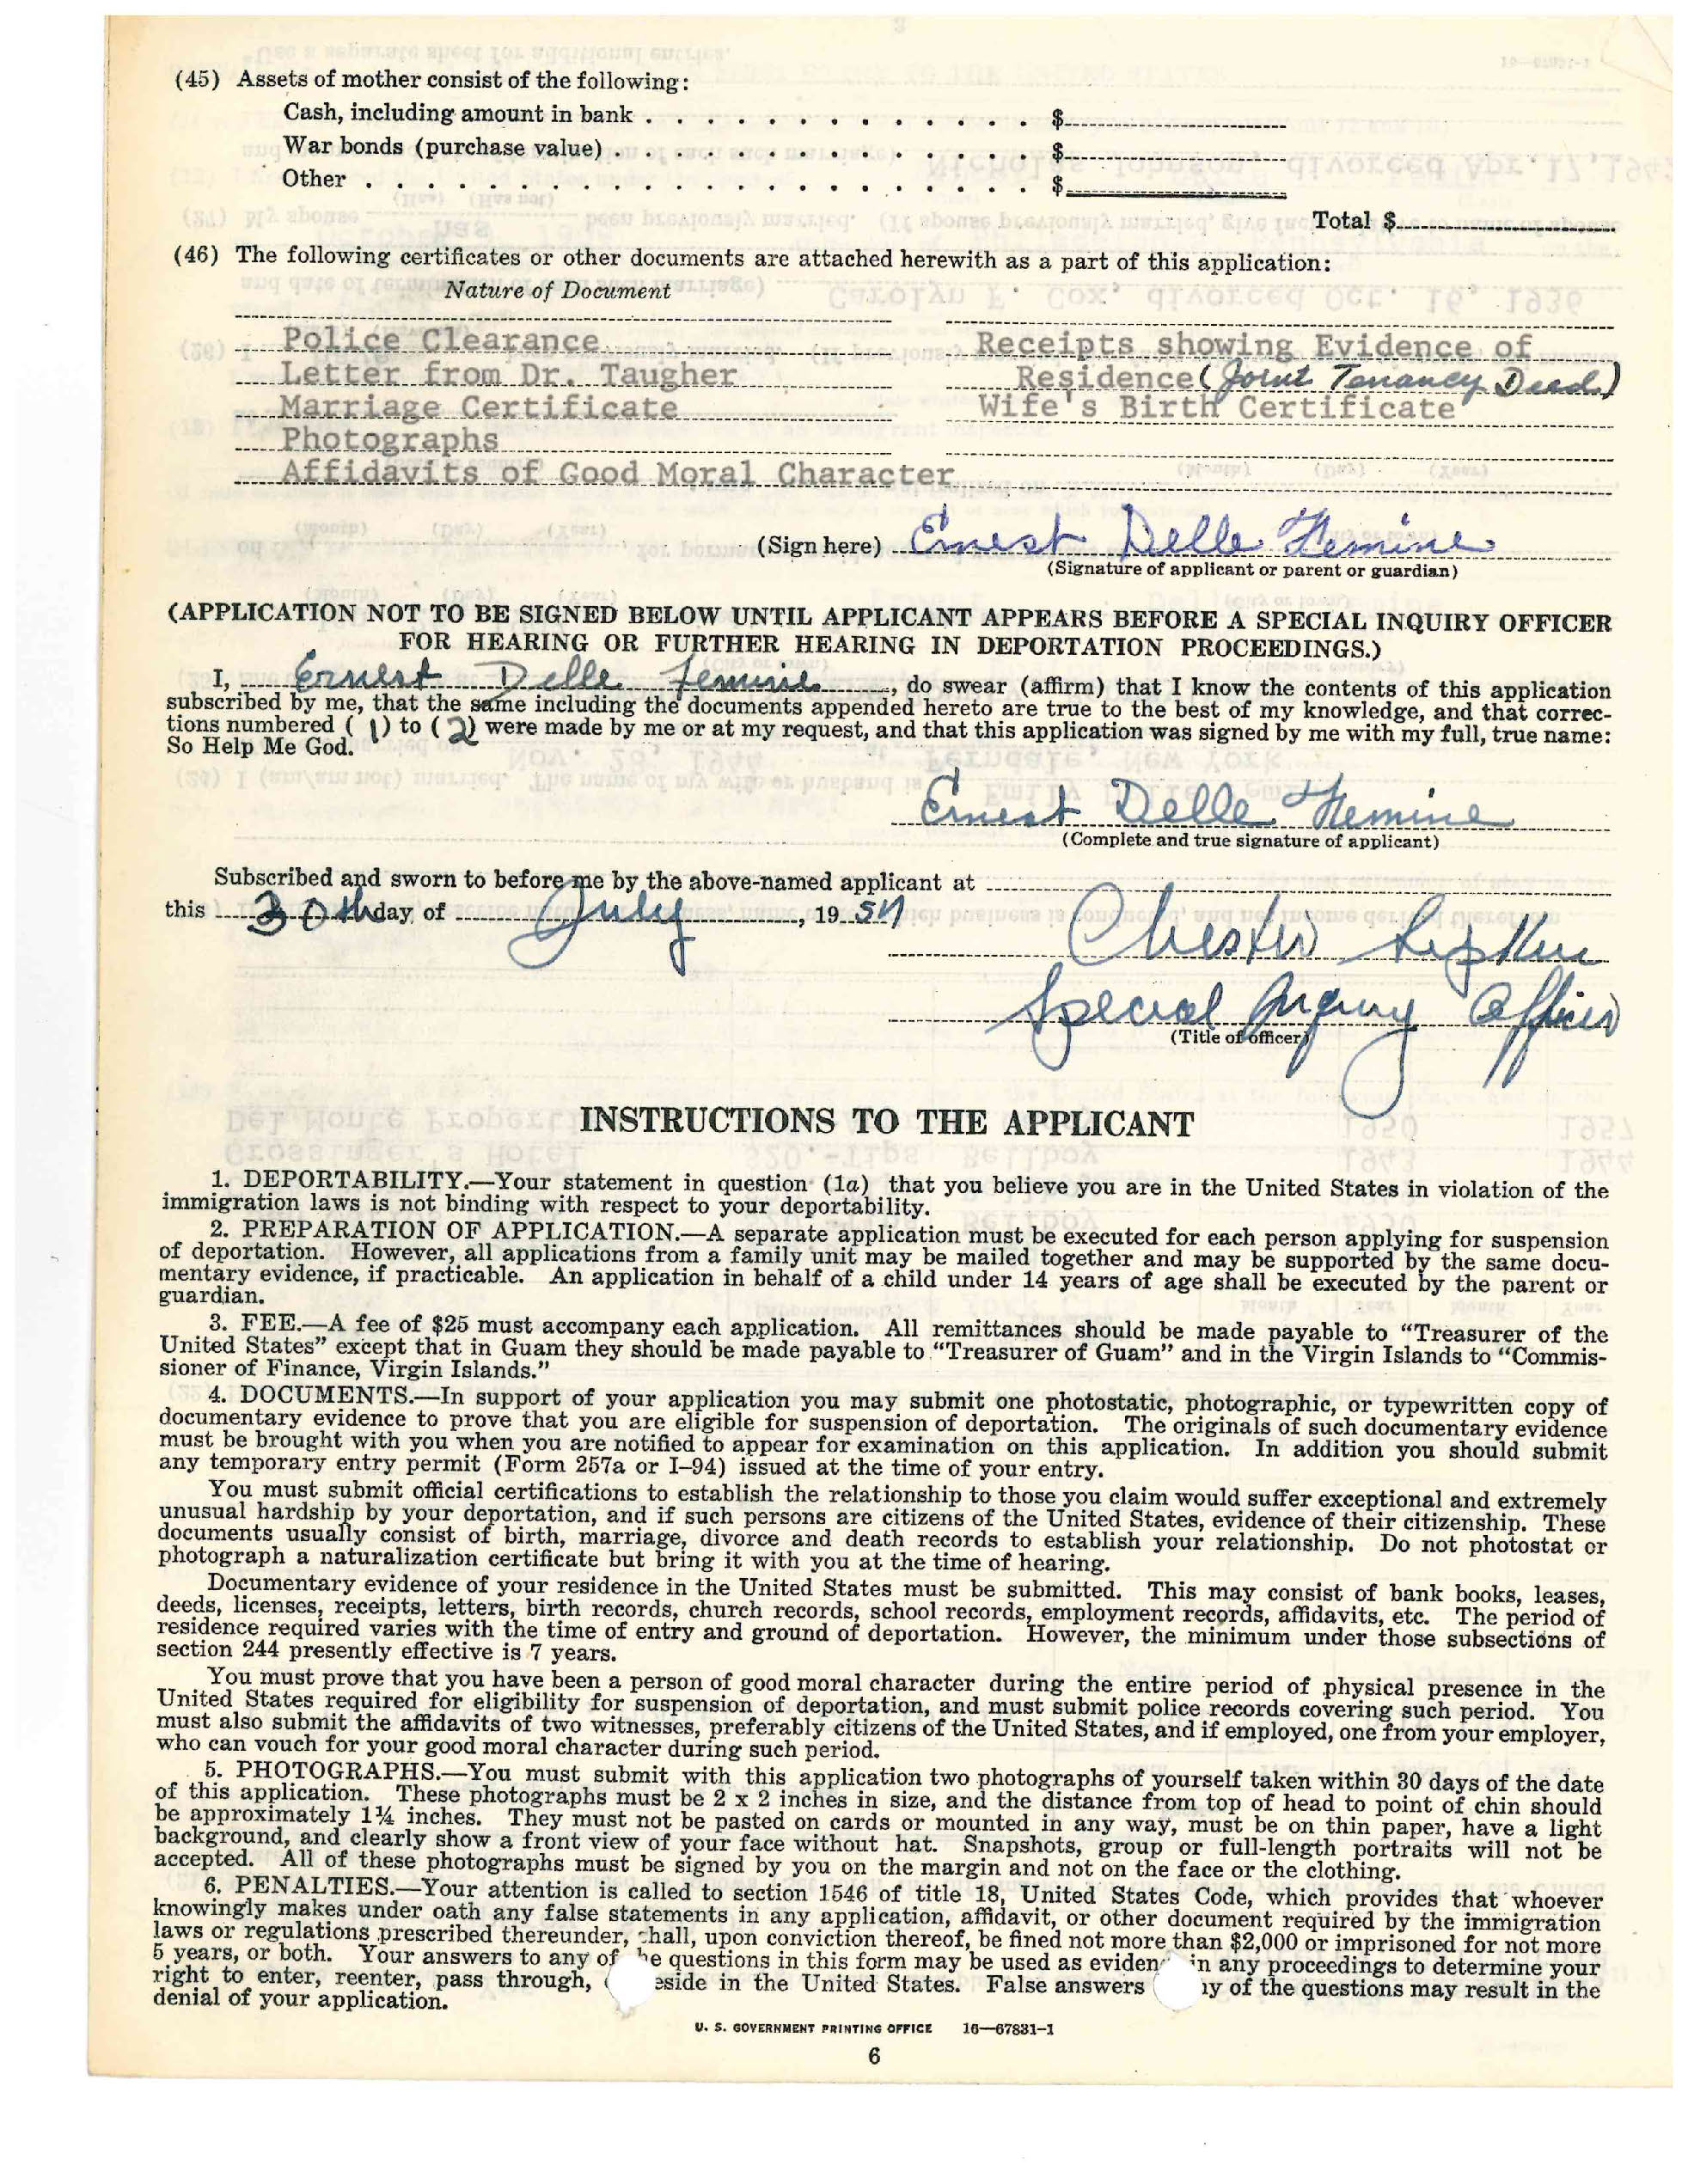 (45) Assets of mother consist of the following:
Cash, including amount in bank . . . . . . . . . . . . . $
War bonds (purchase value) . . . . . . . . . . . . . . $
Other . . . . . . . . . . . . . . . . . . . . . . $
Total $
(46) The following certificates or other documents are attached herewith as a part of this application:
Nature of Document
Police Clearance Receipts showing Evidence of
Letter from Dr. Taugher Residence (Joint Tenancy Deed)
Marriage Certificate Wife's Birth Certificate
Photographs
Affidavits of Good Moral Character
(Sign here) Ernest Delle Femine
(Signature of applicant or parent or guardian)
(APPLICATION NOT TO BE SIGNED BELOW UNTIL APPLICANT APPEARS BEFORE A SPECIAL INQUIRY OFFICER
FOR HEARING OR FURTHER HEARING IN DEPORTATION PROCEEDINGS.)
I, Ernest Delle Femine, do swear (affirm) that I know the contents of this application
subscribed by me, that the same including the documents appended hereto are true to the best of my knowledge, and that correc-
tions numbered (1) to (2) were made by me or at my request, and that this application was signed by me with my full, true name:
So Help Me God.
Ernest Delle Femine
(Complete and true signature of applicant)
Subscribed and sworn to before me by the above-named applicant at
this 30th day of July, 1957
Chester
Special Inquiry Officer
(Title of officer)
INSTRUCTIONS TO THE APPLICANT
1. DEPORTABILITY.—Your statement in question (1a) that you believe you are in the United States in violation of the
immigration laws is not binding with respect to your deportability.
2. PREPARATION OF APPLICATION.—A separate application must be executed for each person applying for suspension
of deportation. However, all applications from a family unit may be mailed together and may be supported by the same docu-
mentary evidence, if practicable. An application in behalf of a child under 14 years of age shall be executed by the parent or
guardian.
3. FEE.—A fee of $25 must accompany each application. All remittances should be made payable to “Treasurer of the
United States” except that in Guam they should be made payable to “Treasurer of Guam” and in the Virgin Islands to “Commis-
sioner of Finance, Virgin Islands.”
4. DOCUMENTS.—In support of your application you may submit one photostatic, photographic, or typewritten copy of
documentary evidence to prove that you are eligible for suspension of deportation. The originals of such documentary evidence
must be brought with you when you are notified to appear for examination on this application. In addition you should submit
any temporary entry permit (Form 257a or I–94) issued at the time of your entry.
You must submit official certifications to establish the relationship to those you claim would suffer exceptional and extremely
unusual hardship by your deportation, and if such persons are citizens of the United States, evidence of their citizenship. These
documents usually consist of birth, marriage, divorce and death records to establish your relationship. Do not photostat or
photograph a naturalization certificate but bring it with you at the time of hearing.
Documentary evidence of your residence in the United States must be submitted. This may consist of bank books, leases,
deeds, licenses, receipts, letters, birth records, church records, school records, employment records, affidavits, etc. The period of
residence required varies with the time of entry and ground of deportation. However, the minimum under those subsections of
section 244 presently effective is 7 years.
You must prove that you have been a person of good moral character during the entire period of physical presence in the
United States required for eligibility for suspension of deportation, and must submit police records covering such period. You
must also submit the affidavits of two witnesses, preferably citizens of the United States, and if employed, one from your employer,
who can vouch for your good moral character during such period.
5. PHOTOGRAPHS.—You must submit with this application two photographs of yourself taken within 30 days of the date
of this application. These photographs must be 2 x 2 inches in size, and the distance from top of head to point of chin should
be approximately 1¼ inches. They must not be pasted on cards or mounted in any way, must be on thin paper, have a light
background, and clearly show a front view of your face without hat. Snapshots, group or full-length portraits will not be
accepted. All of these photographs must be signed by you on the margin and not on the face or the clothing.
6. PENALTIES.—Your attention is called to section 1546 of title 18, United States Code, which provides that whoever
knowingly makes under oath any false statements in any application, affidavit, or other document required by the immigration
laws or regulations prescribed thereunder, shall, upon conviction thereof, be fined not more than $2,000 or imprisoned for not more
5 years, or both. Your answers to any of he questions in this form may be used as eviden in any proceedings to determine your
right to enter, reenter, pass through, eside in the United States. False answers ny of the questions may result in the
denial of your application.
U. S. GOVERNMENT PRINTING OFFICE 16—67831-1
6